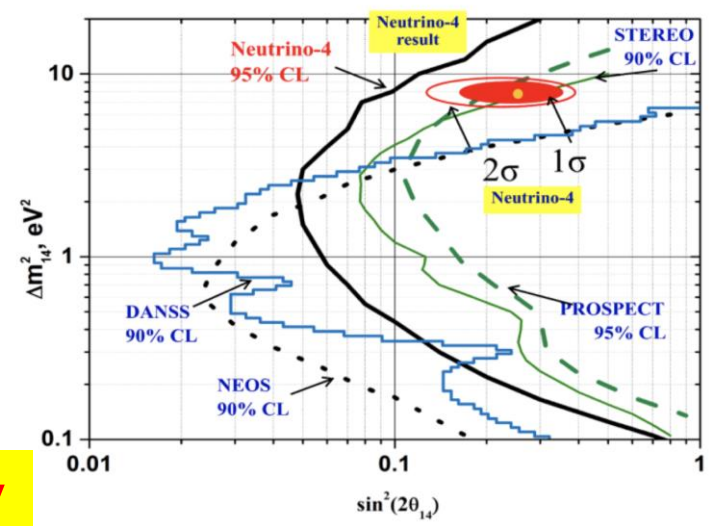 Neutrino-4
result
STEREO
90% CL
Neutrino-4
95% CL
10
2σ
1σ
Neutrino-4
Δm²₁₄, eV²
1
DANSS
90% CL
PROSPECT
95% CL
NEOS
90% CL
0.1
0.01
0.1
1
sin²(2θ₁₄)